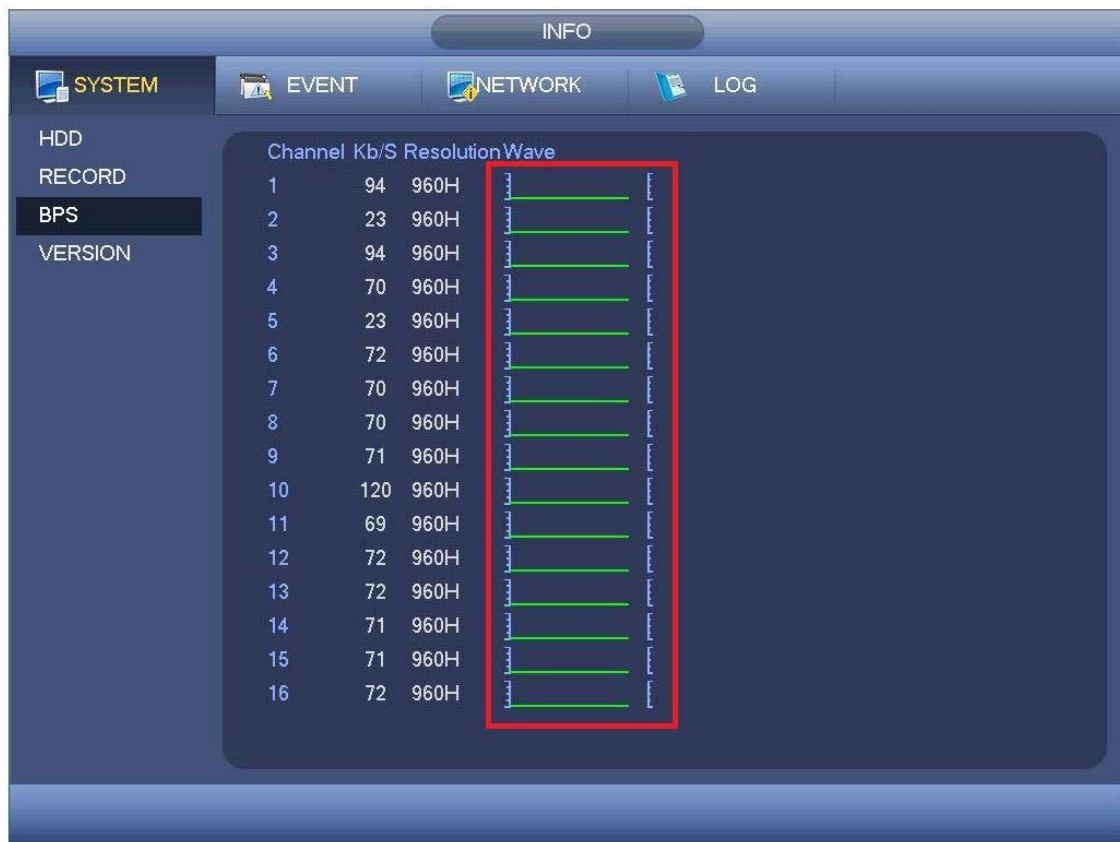 INFO
SYSTEM EVENT NETWORK LOG
HDD
RECORD
BPS
VERSION
Channel Kb/S Resolution Wave
1 94 960H
2 23 960H
3 94 960H
4 70 960H
5 23 960H
6 72 960H
7 70 960H
8 70 960H
9 71 960H
10 120 960H
11 69 960H
12 72 960H
13 72 960H
14 71 960H
15 71 960H
16 72 960H